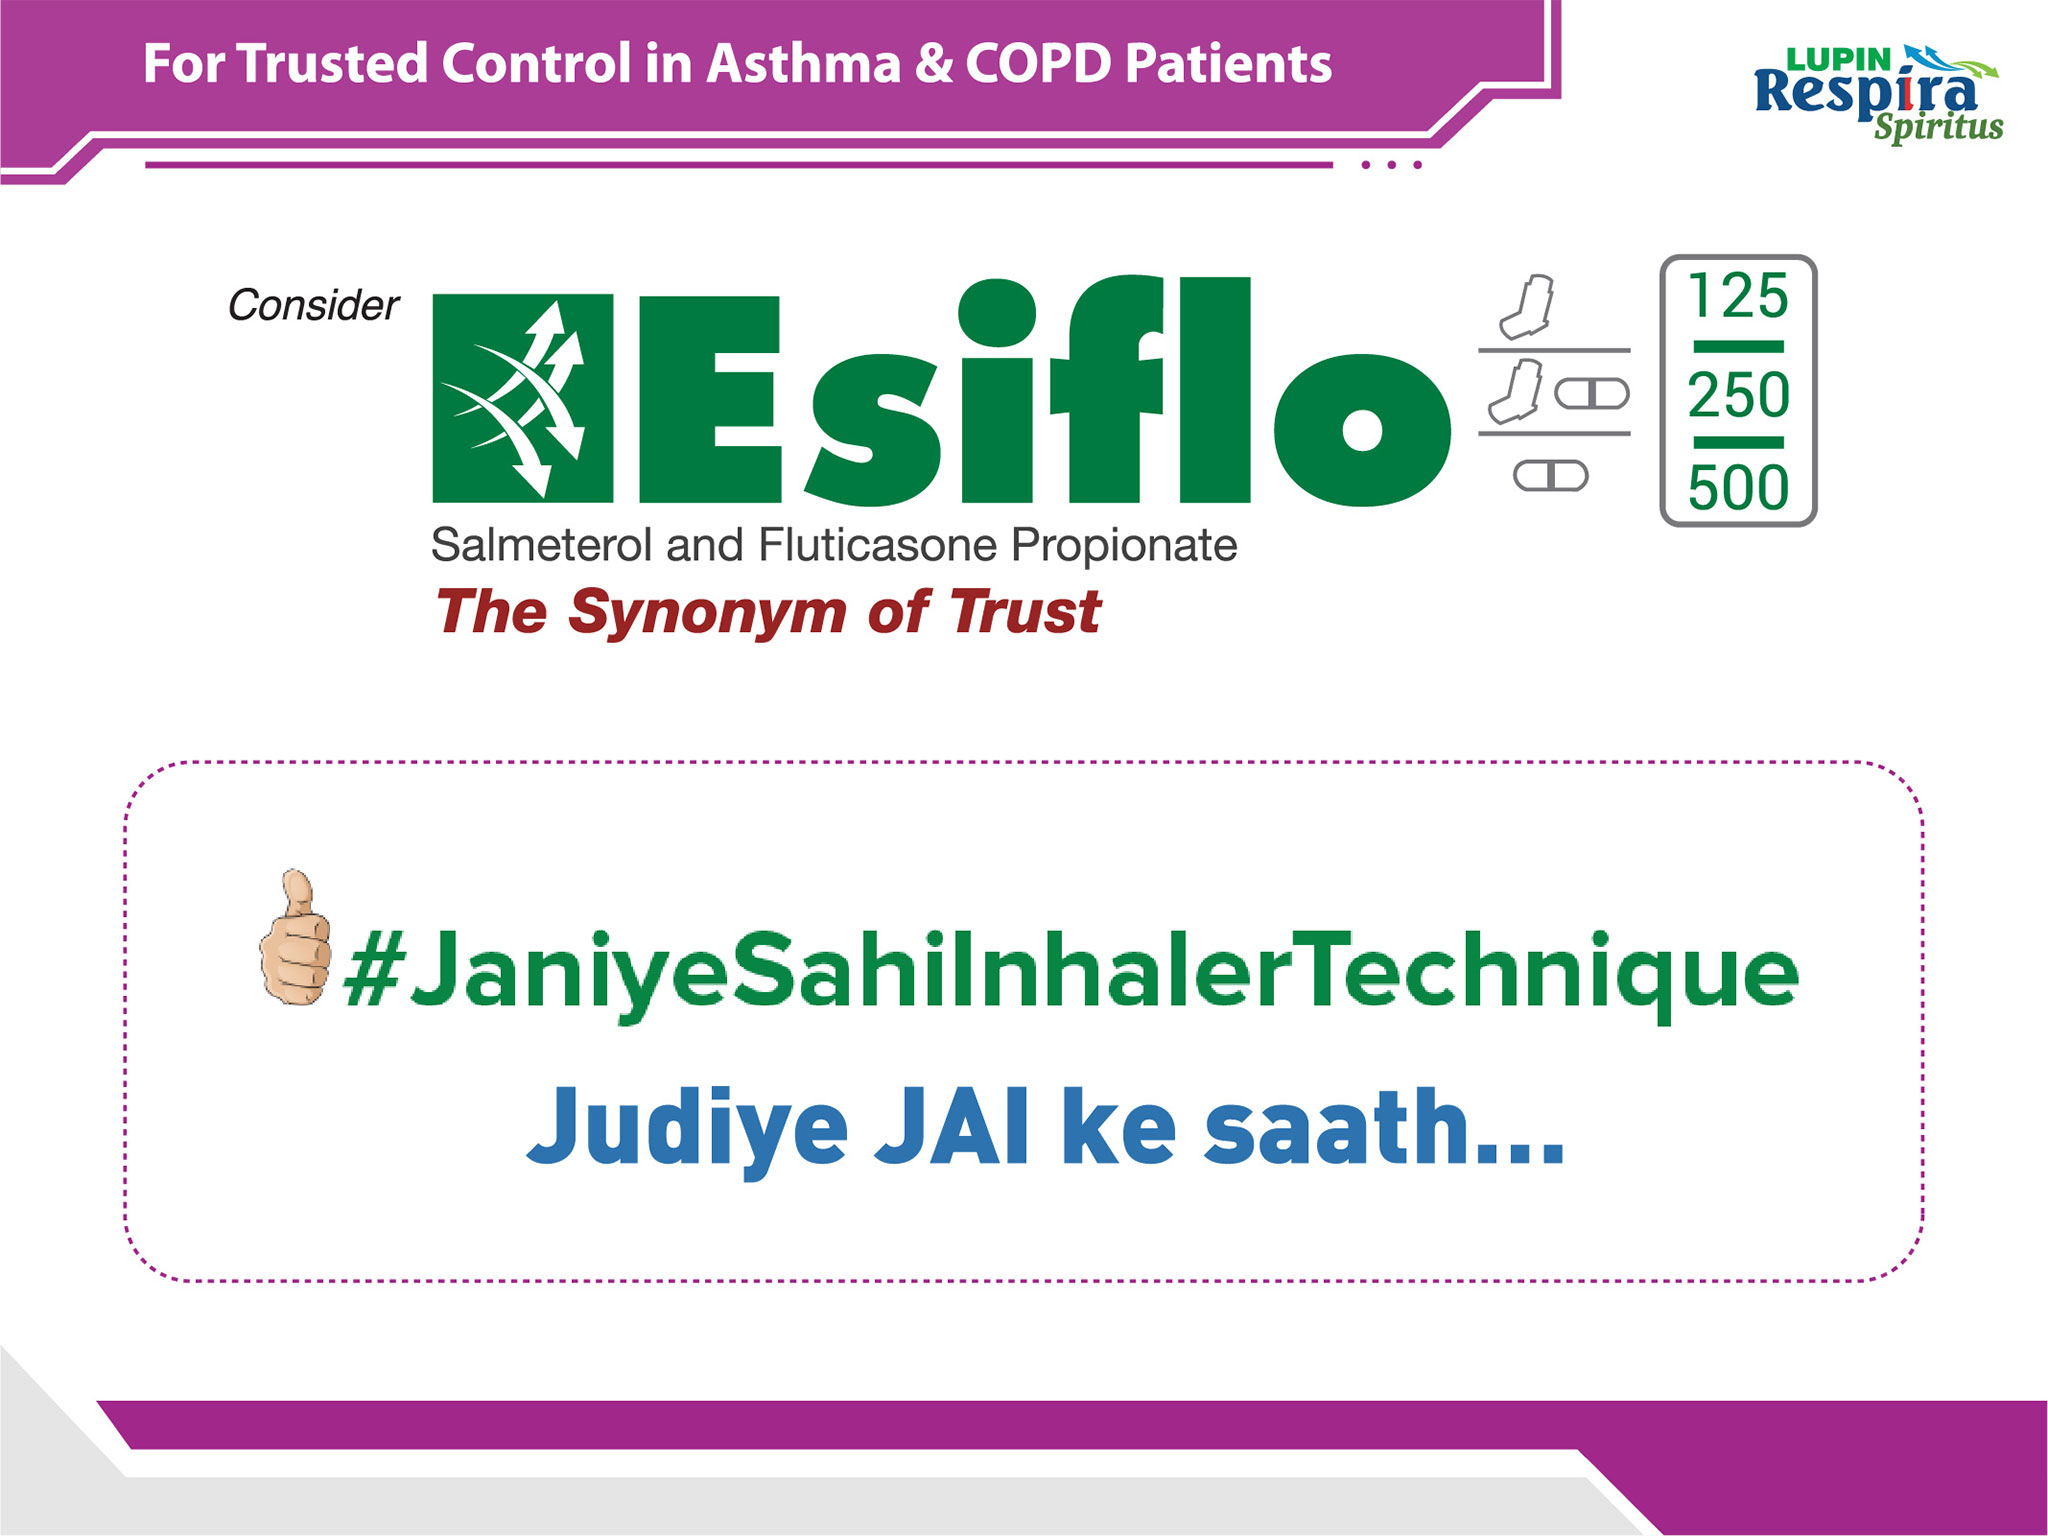 For Trusted Control in Asthma & COPD Patients
LUPIN
Respira
Spiritus
Consider
Esiflo
125
250
500
Salmeterol and Fluticasone Propionate
The Synonym of Trust
#JaniyeSahiInhalerTechnique
Judiye JAI ke saath...